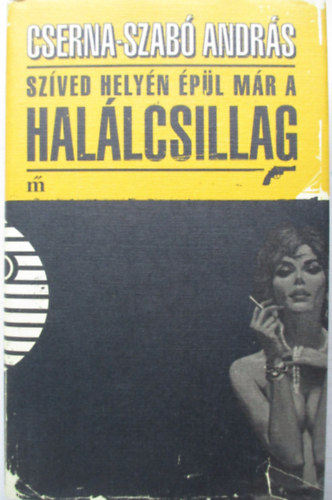 CSERNA-SZABÓ ANDRÁS
SZÍVED HELYÉN ÉPÜL MÁR A
HALÁLCSILLAG
m̋